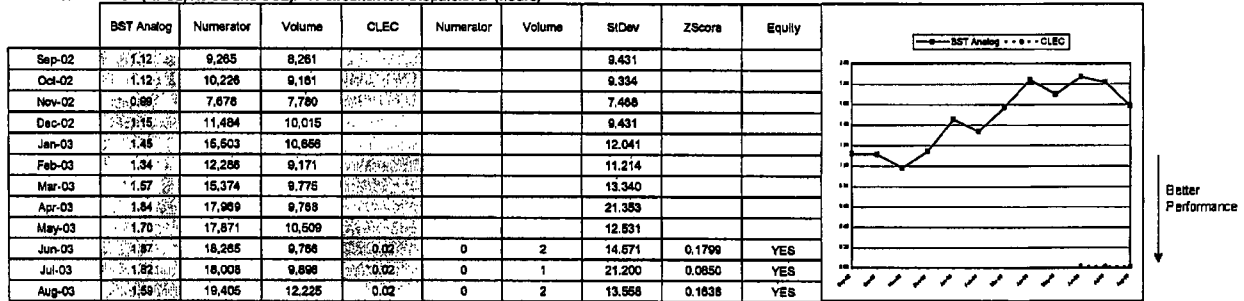 BST Analog Numerator Volume CLEC Numerator Volume StDev ZScore Equity
Sep-02 1.12 9,265 8,261 9.431
Oct-02 1.12 10,226 9,161 9.334
Nov-02 0.99 7,676 7,780 7.468
Dec-02 1.15 11,484 10,015 9.431
Jan-03 1.45 15,503 10,656 12.041
Feb-03 1.34 12,286 9,171 11.214
Mar-03 1.57 15,374 9,775 13.340
Apr-03 1.84 17,969 9,768 21.353
May-03 1.70 17,871 10,509 12.531
Jun-03 1.87 18,265 9,766 0.02 0 2 14.571 0.1799 YES
Jul-03 1.82 18,008 9,898 0.02 0 1 21.200 0.0850 YES
Aug-03 1.59 19,405 12,225 0.02 0 2 13.558 0.1638 YES
BST Analog CLEC
Better
Performance